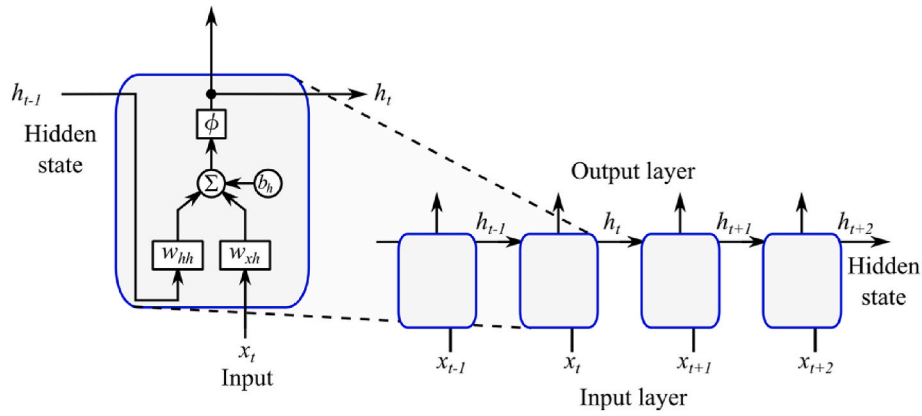 h_{t-1}
h_t
Hidden
state
ϕ
Σ
b_h
w_{hh}
w_{xh}
x_t
Input
Output layer
h_{t-1}
h_t
h_{t+1}
h_{t+2}
Hidden
state
x_{t-1}
x_t
x_{t+1}
x_{t+2}
Input layer